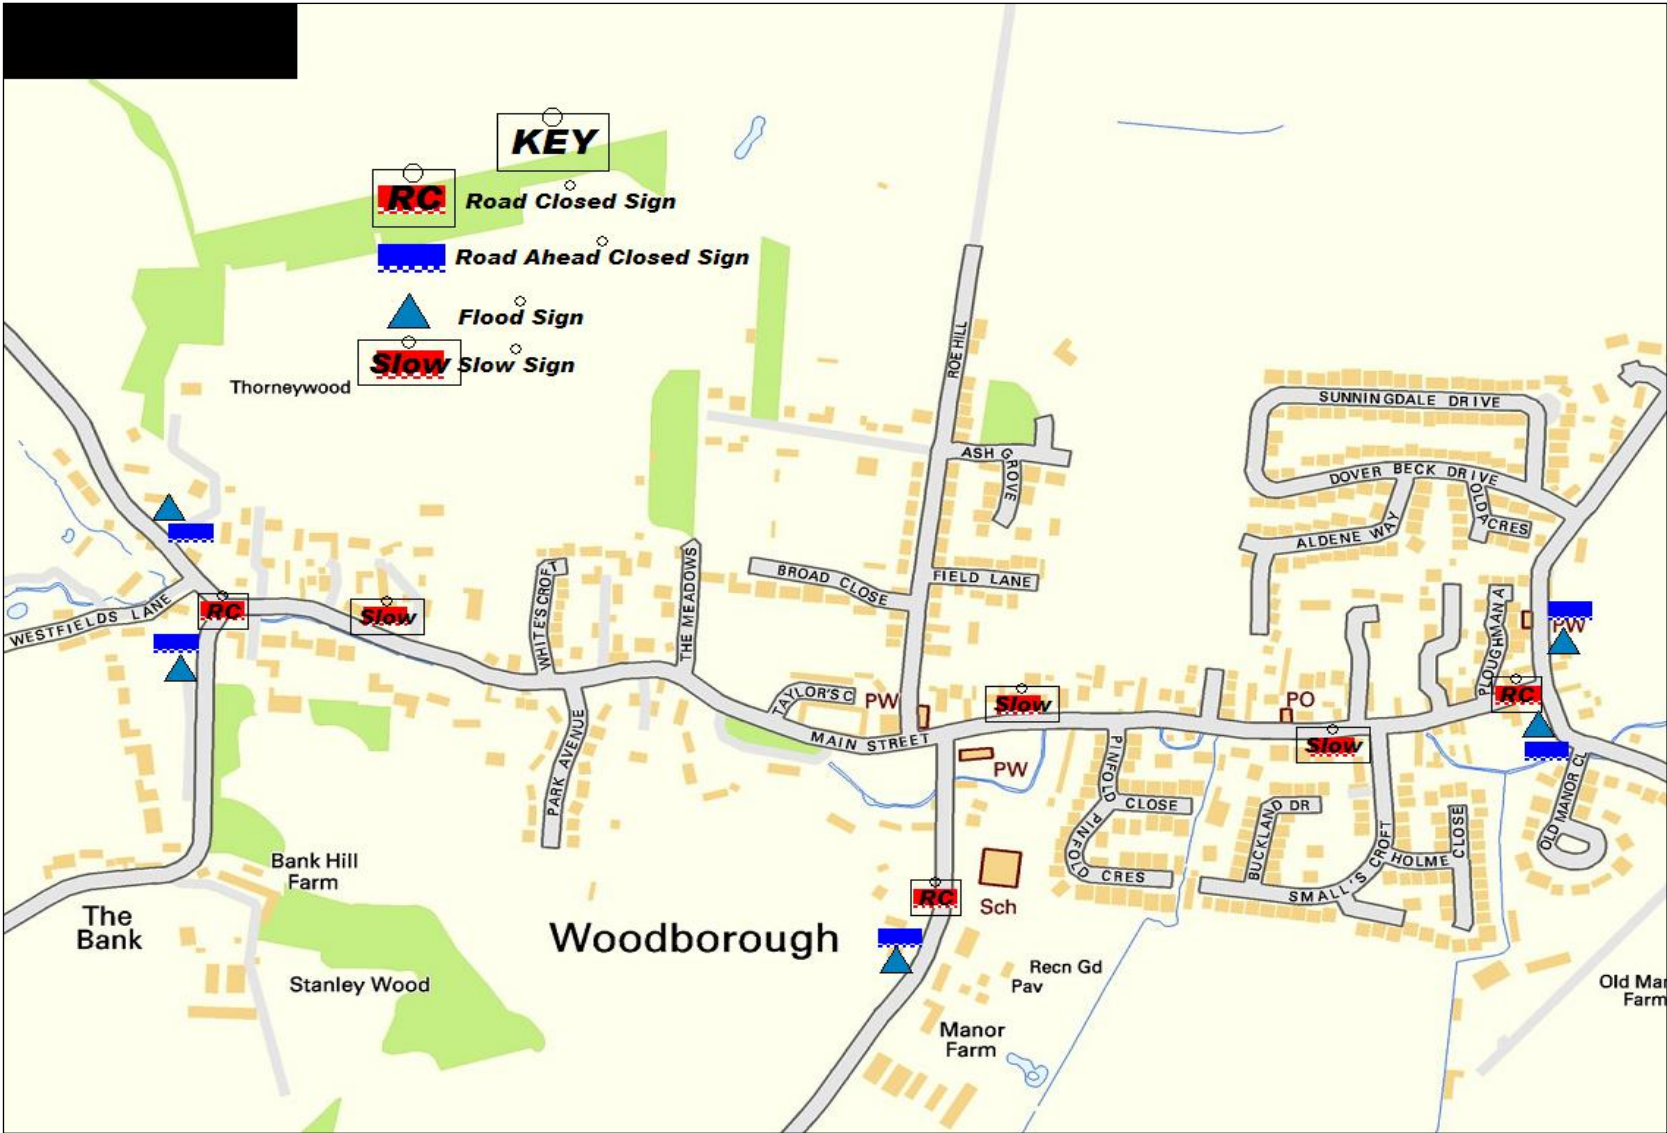 KEY
RC Road Closed Sign
Road Ahead Closed Sign
Flood Sign
Slow Slow Sign
Thorneywood
ROE HILL
SUNNINGDALE DRIVE
ASH GROVE
DOVER BECK DRIVE
OLD ACRES
ALDENE WAY
BROAD CLOSE
FIELD LANE
WHITE'S CROFT
THE MEADOWS
WESTFIELDS LANE
RC
Slow
PLOUGHMAN A
PW
TAYLOR'S C
PW
Slow
PO
RC
MAIN STREET
Slow
PARK AVENUE
PW
PINFOLD CLOSE
PINFOLD CRES
BUCKLAND DR
SMALL'S CROFT
HOLME CLOSE
OLD MANOR CL
Bank Hill
Farm
RC
Sch
The
Bank
Woodborough
Stanley Wood
Recn Gd
Pav
Old Mar
Farm
Manor
Farm